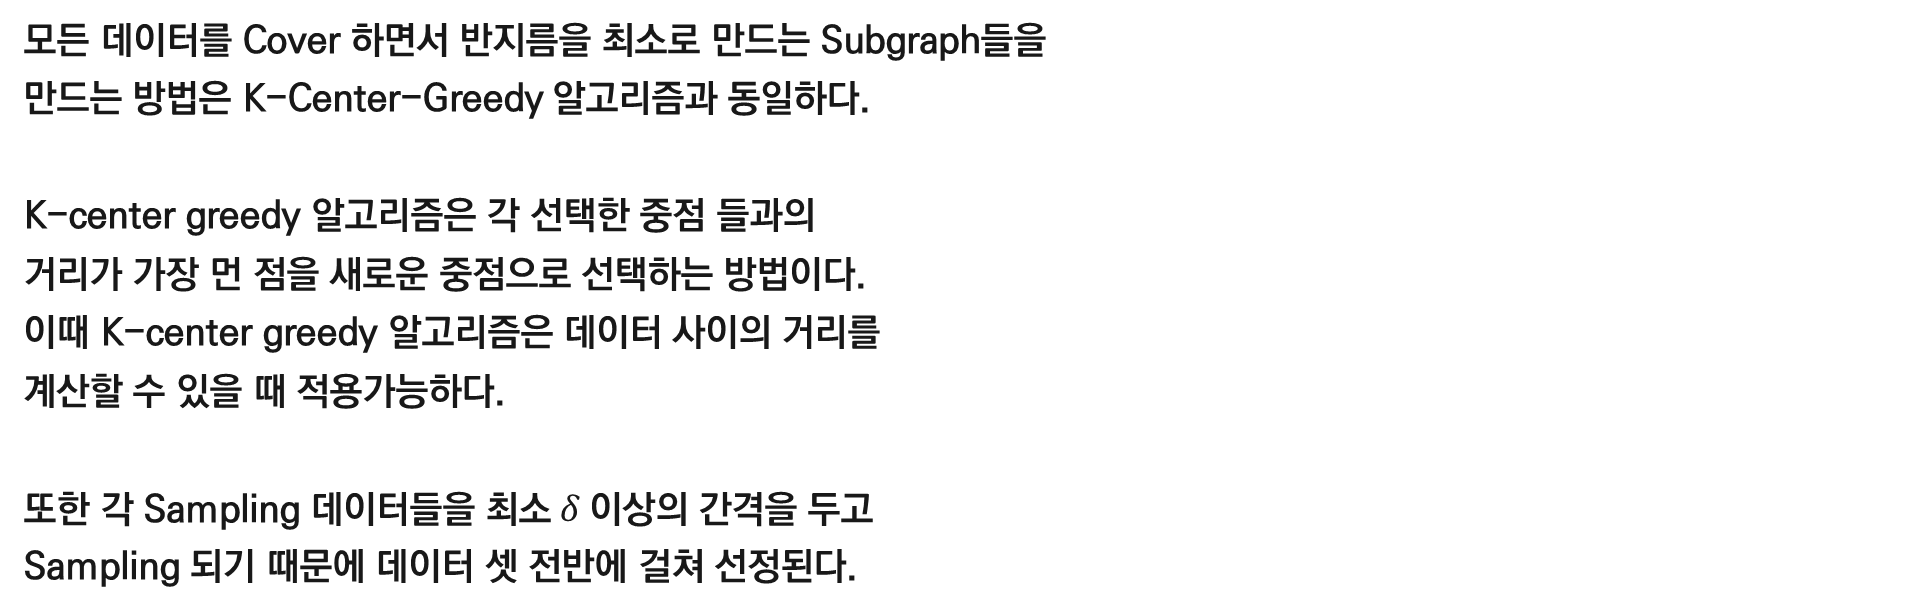 모든 데이터를 Cover 하면서 반지름을 최소로 만드는 Subgraph들을
만드는 방법은 K-Center-Greedy 알고리즘과 동일하다.
K-center greedy 알고리즘은 각 선택한 중점 들과의
거리가 가장 먼 점을 새로운 중점으로 선택하는 방법이다.
이때 K-center greedy 알고리즘은 데이터 사이의 거리를
계산할 수 있을 때 적용가능하다.
또한 각 Sampling 데이터들을 최소 δ 이상의 간격을 두고
Sampling 되기 때문에 데이터 셋 전반에 걸쳐 선정된다.